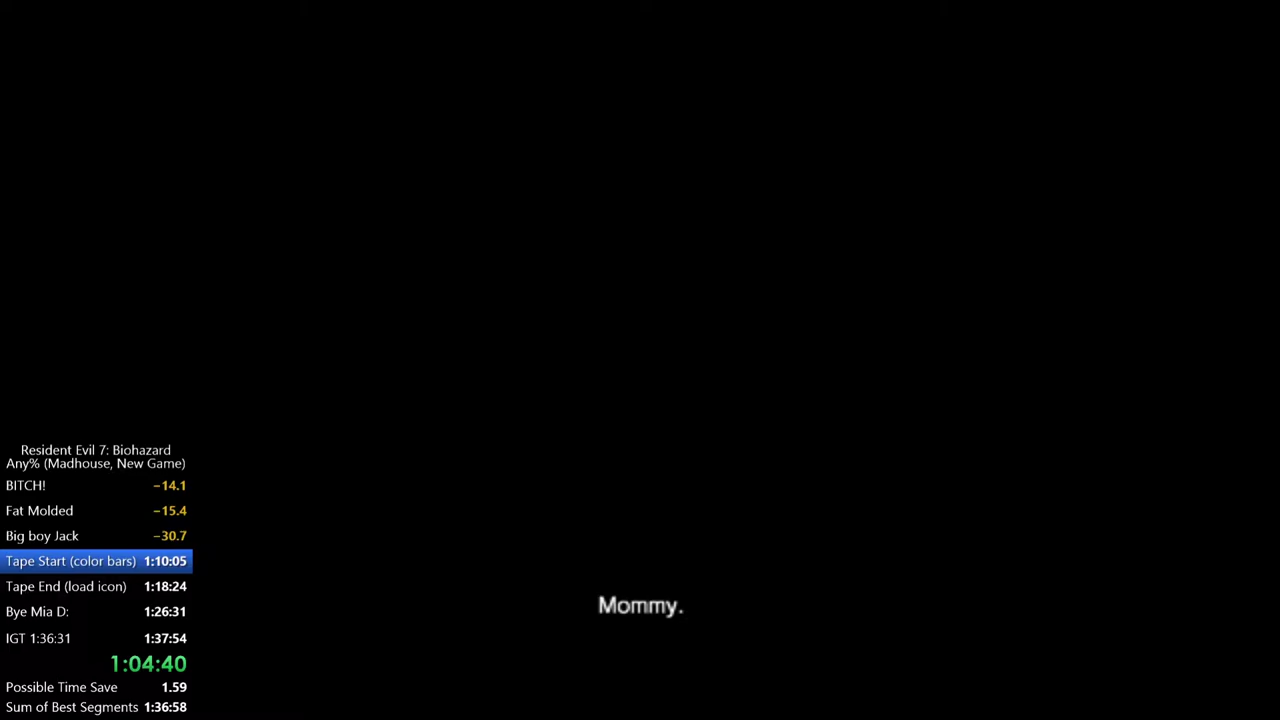 Resident Evil 7: Biohazard
Any% (Madhouse, New Game)
BITCH! −14.1
Fat Molded −15.4
Big boy Jack −30.7
Tape Start (color bars) 1:10:05
Tape End (load icon) 1:18:24
Bye Mia D: 1:26:31
IGT 1:36:31 1:37:54
1:04:40
Possible Time Save 1.59
Sum of Best Segments 1:36:58
Mommy.